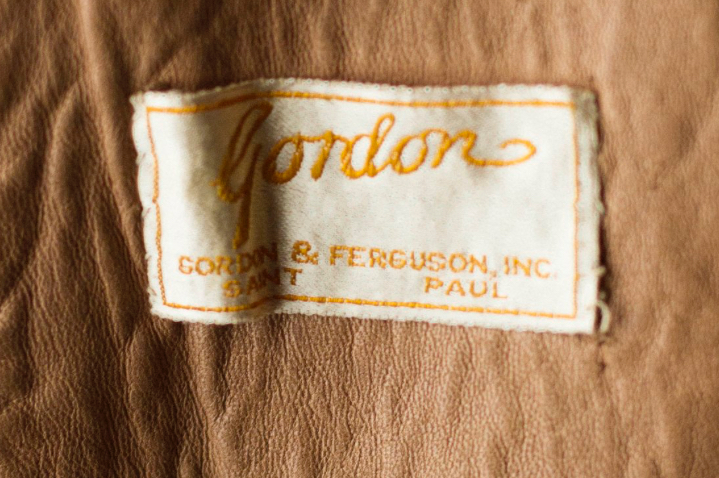 Gordon
GORDON & FERGUSON, INC.
SAINT PAUL